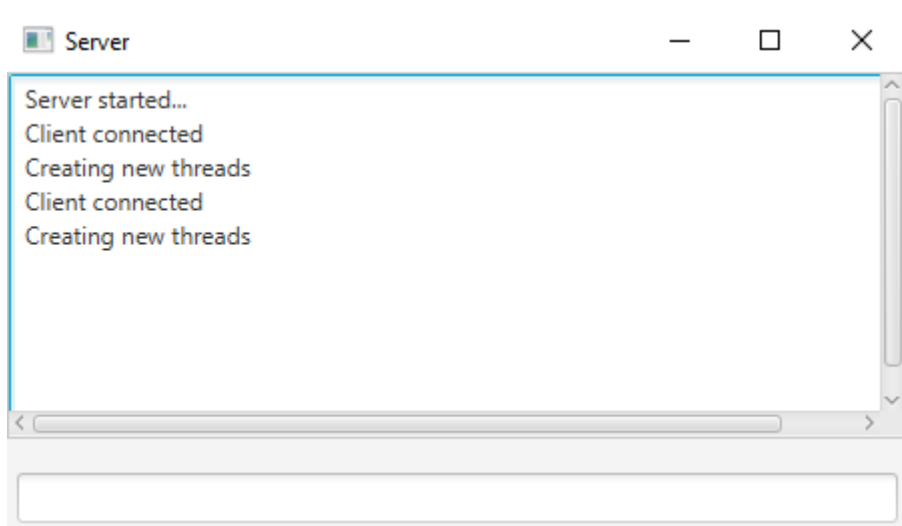 Server
Server started...
Client connected
Creating new threads
Client connected
Creating new threads